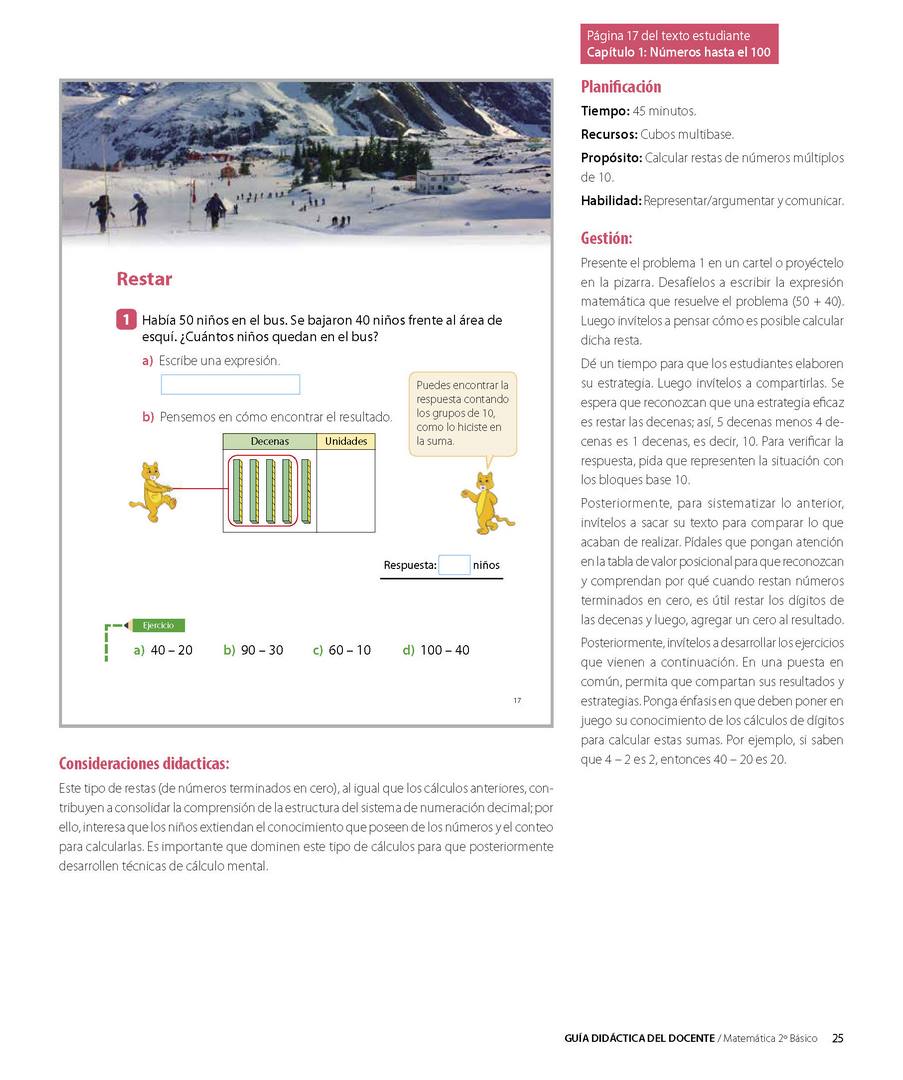 Página 17 del texto estudiante
Capítulo 1: Números hasta el 100
Restar
1 Había 50 niños en el bus. Se bajaron 40 niños frente al área de
esquí. ¿Cuántos niños quedan en el bus?
a) Escribe una expresión.
b) Pensemos en cómo encontrar el resultado.
Puedes encontrar la
respuesta contando
los grupos de 10,
como lo hiciste en
la suma.
Decenas Unidades
Respuesta: niños
Ejercicio
a) 40 – 20 b) 90 – 30 c) 60 – 10 d) 100 – 40
17
Consideraciones didacticas:
Este tipo de restas (de números terminados en cero), al igual que los cálculos anteriores, con-
tribuyen a consolidar la comprensión de la estructura del sistema de numeración decimal; por
ello, interesa que los niños extiendan el conocimiento que poseen de los números y el conteo
para calcularlas. Es importante que dominen este tipo de cálculos para que posteriormente
desarrollen técnicas de cálculo mental.
Planificación
Tiempo: 45 minutos.
Recursos: Cubos multibase.
Propósito: Calcular restas de números múltiplos
de 10.
Habilidad: Representar/argumentar y comunicar.
Gestión:
Presente el problema 1 en un cartel o proyéctelo
en la pizarra. Desafíelos a escribir la expresión
matemática que resuelve el problema (50 + 40).
Luego invítelos a pensar cómo es posible calcular
dicha resta.
Dé un tiempo para que los estudiantes elaboren
su estrategia. Luego invítelos a compartirlas. Se
espera que reconozcan que una estrategia eficaz
es restar las decenas; así, 5 decenas menos 4 de-
cenas es 1 decenas, es decir, 10. Para verificar la
respuesta, pida que representen la situación con
los bloques base 10.
Posteriormente, para sistematizar lo anterior,
invítelos a sacar su texto para comparar lo que
acaban de realizar. Pídales que pongan atención
en la tabla de valor posicional para que reconozcan
y comprendan por qué cuando restan números
terminados en cero, es útil restar los dígitos de
las decenas y luego, agregar un cero al resultado.
Posteriormente, invítelos a desarrollar los ejercicios
que vienen a continuación. En una puesta en
común, permita que compartan sus resultados y
estrategias. Ponga énfasis en que deben poner en
juego su conocimiento de los cálculos de dígitos
para calcular estas sumas. Por ejemplo, si saben
que 4 – 2 es 2, entonces 40 – 20 es 20.
GUÍA DIDÁCTICA DEL DOCENTE / Matemática 2º Básico 25